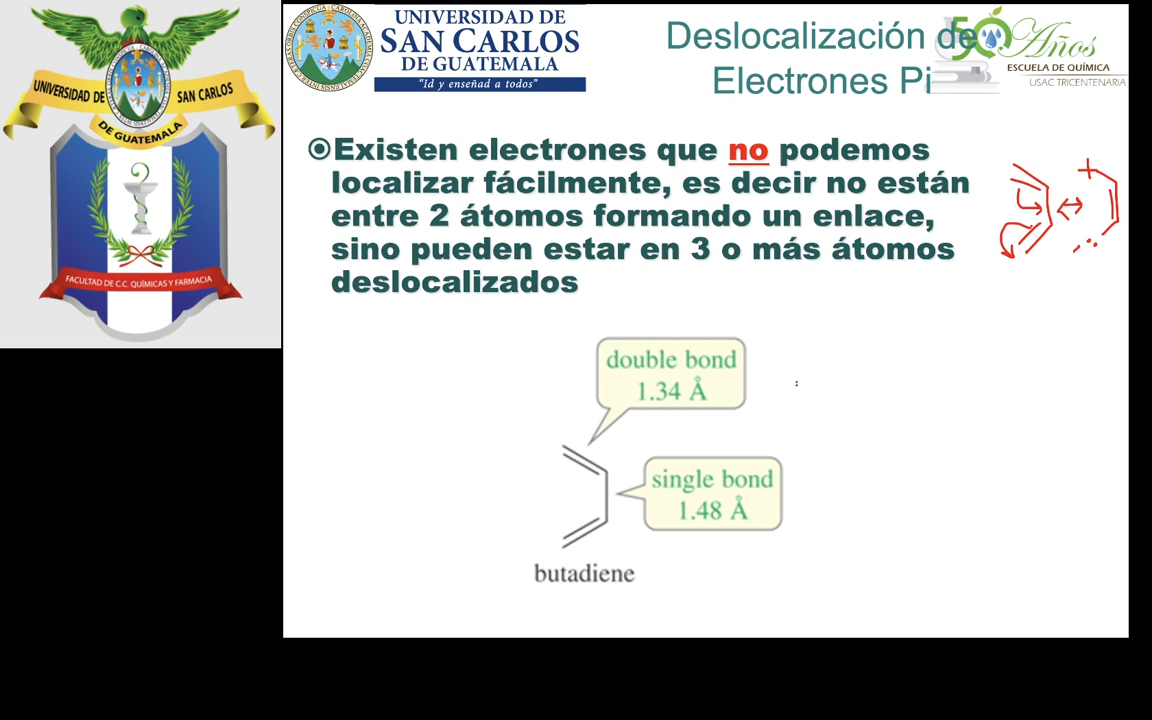 UNIVERSIDAD DE SAN CARLOS
DE GUATEMALA
FACULTAD DE C.C. QUÍMICAS Y FARMACIA
UNIVERSIDAD DE
SAN CARLOS
DE GUATEMALA
"Id y enseñad a todos"
Deslocalización de
Electrones Pi
50 Años
ESCUELA DE QUÍMICA
USAC TRICENTENARIA
Existen electrones que no podemos
localizar fácilmente, es decir no están
entre 2 átomos formando un enlace,
sino pueden estar en 3 o más átomos
deslocalizados
double bond
1.34 Å
single bond
1.48 Å
butadiene